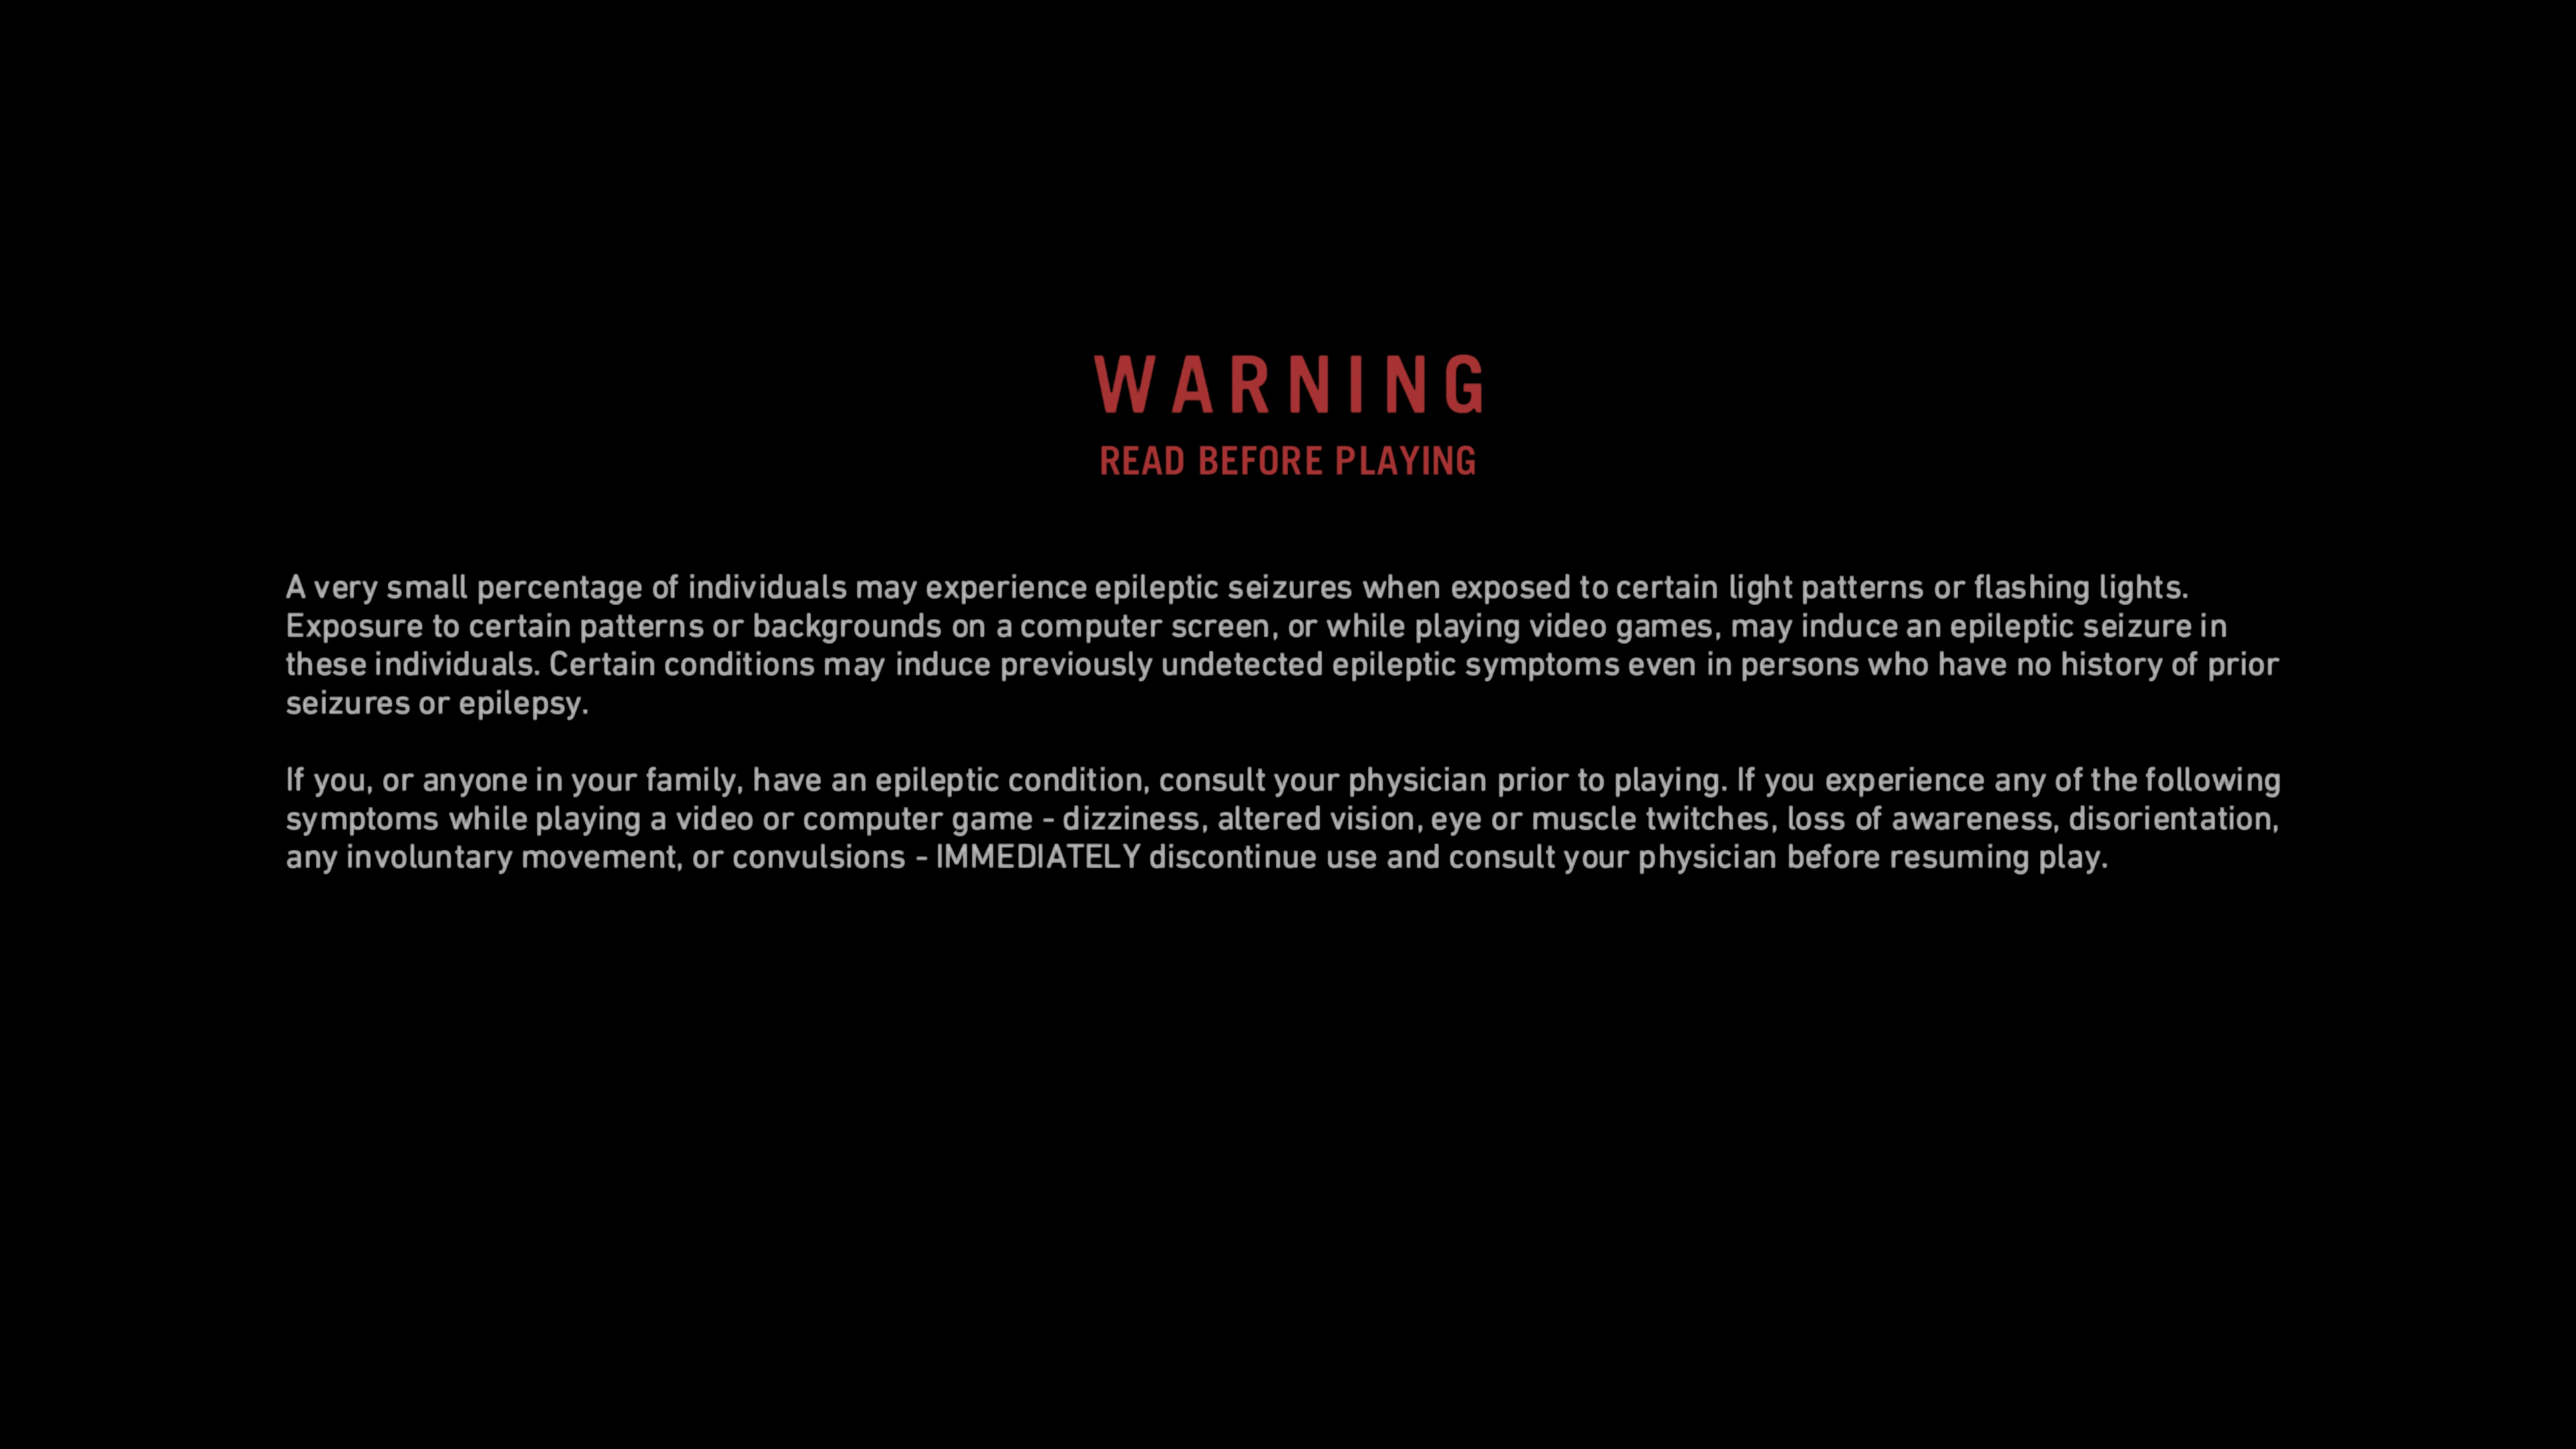 WARNING
READ BEFORE PLAYING
A very small percentage of individuals may experience epileptic seizures when exposed to certain light patterns or flashing lights.
Exposure to certain patterns or backgrounds on a computer screen, or while playing video games, may induce an epileptic seizure in
these individuals. Certain conditions may induce previously undetected epileptic symptoms even in persons who have no history of prior
seizures or epilepsy.
If you, or anyone in your family, have an epileptic condition, consult your physician prior to playing. If you experience any of the following
symptoms while playing a video or computer game - dizziness, altered vision, eye or muscle twitches, loss of awareness, disorientation,
any involuntary movement, or convulsions - IMMEDIATELY discontinue use and consult your physician before resuming play.